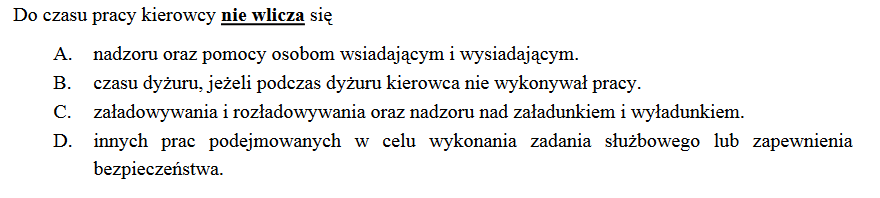 Do czasu pracy kierowcy nie wlicza się
A. nadzoru oraz pomocy osobom wsiadającym i wysiadającym.
B. czasu dyżuru, jeżeli podczas dyżuru kierowca nie wykonywał pracy.
C. załadowywania i rozładowywania oraz nadzoru nad załadunkiem i wyładunkiem.
D. innych prac podejmowanych w celu wykonania zadania służbowego lub zapewnienia
bezpieczeństwa.